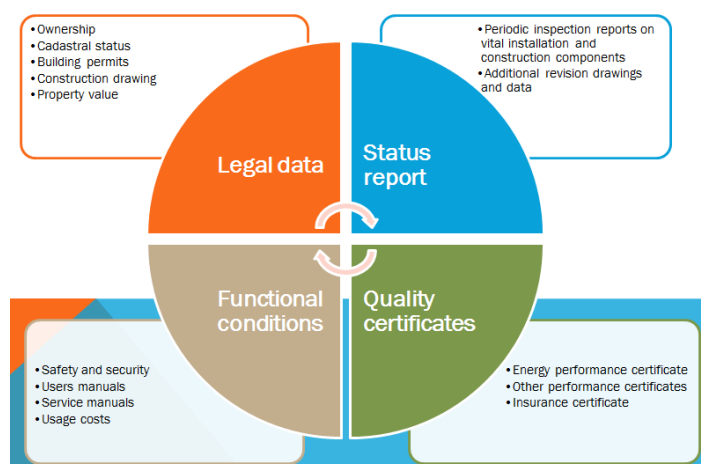 • Ownership
• Cadastral status
• Building permits
• Construction drawing
• Property value
• Periodic inspection reports on
vital installation and
construction components
• Additional revision drawings
and data
Legal data
Status
report
Functional
conditions
Quality
certificates
• Safety and security
• Users manuals
• Service manuals
• Usage costs
• Energy performance certificate
• Other performance certificates
• Insurance certificate